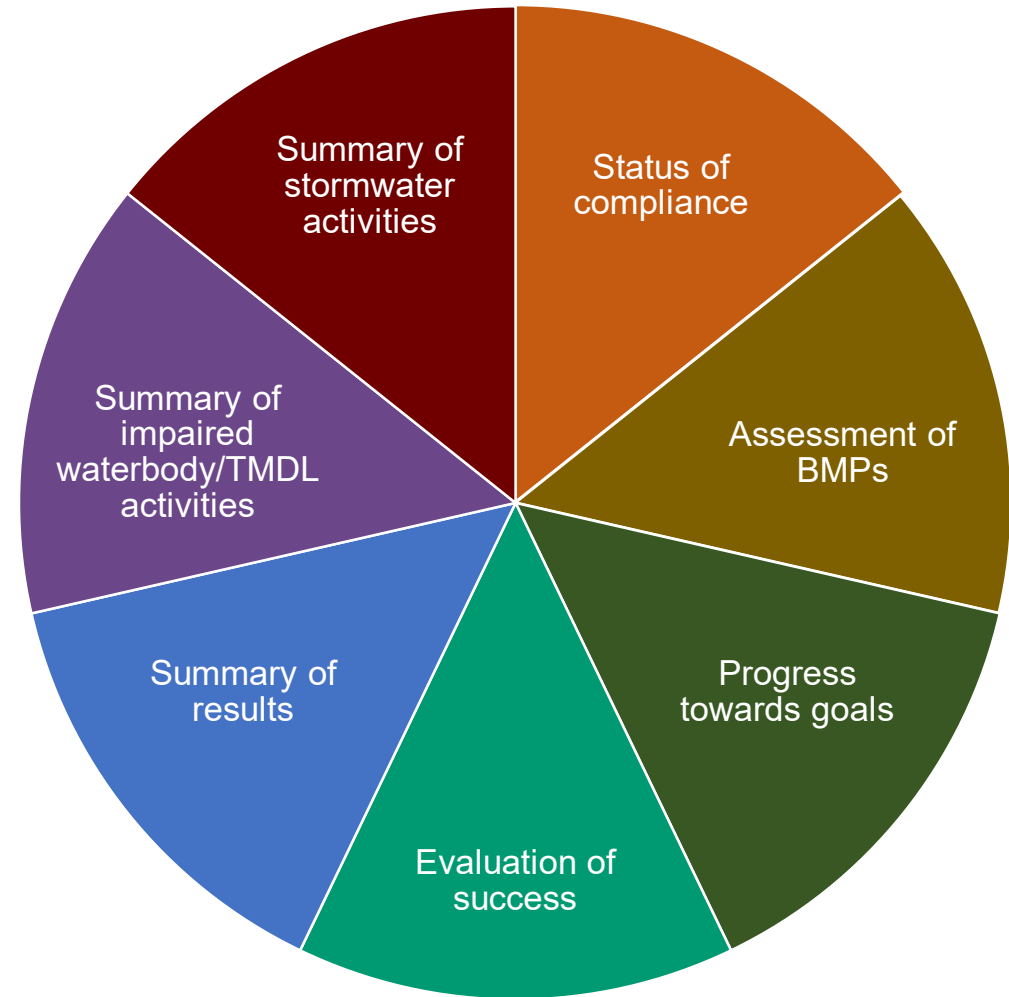 Summary of
stormwater
activities
Status of
compliance
Assessment of
BMPs
Progress
towards goals
Evaluation of
success
Summary of
results
Summary of
impaired
waterbody/TMDL
activities